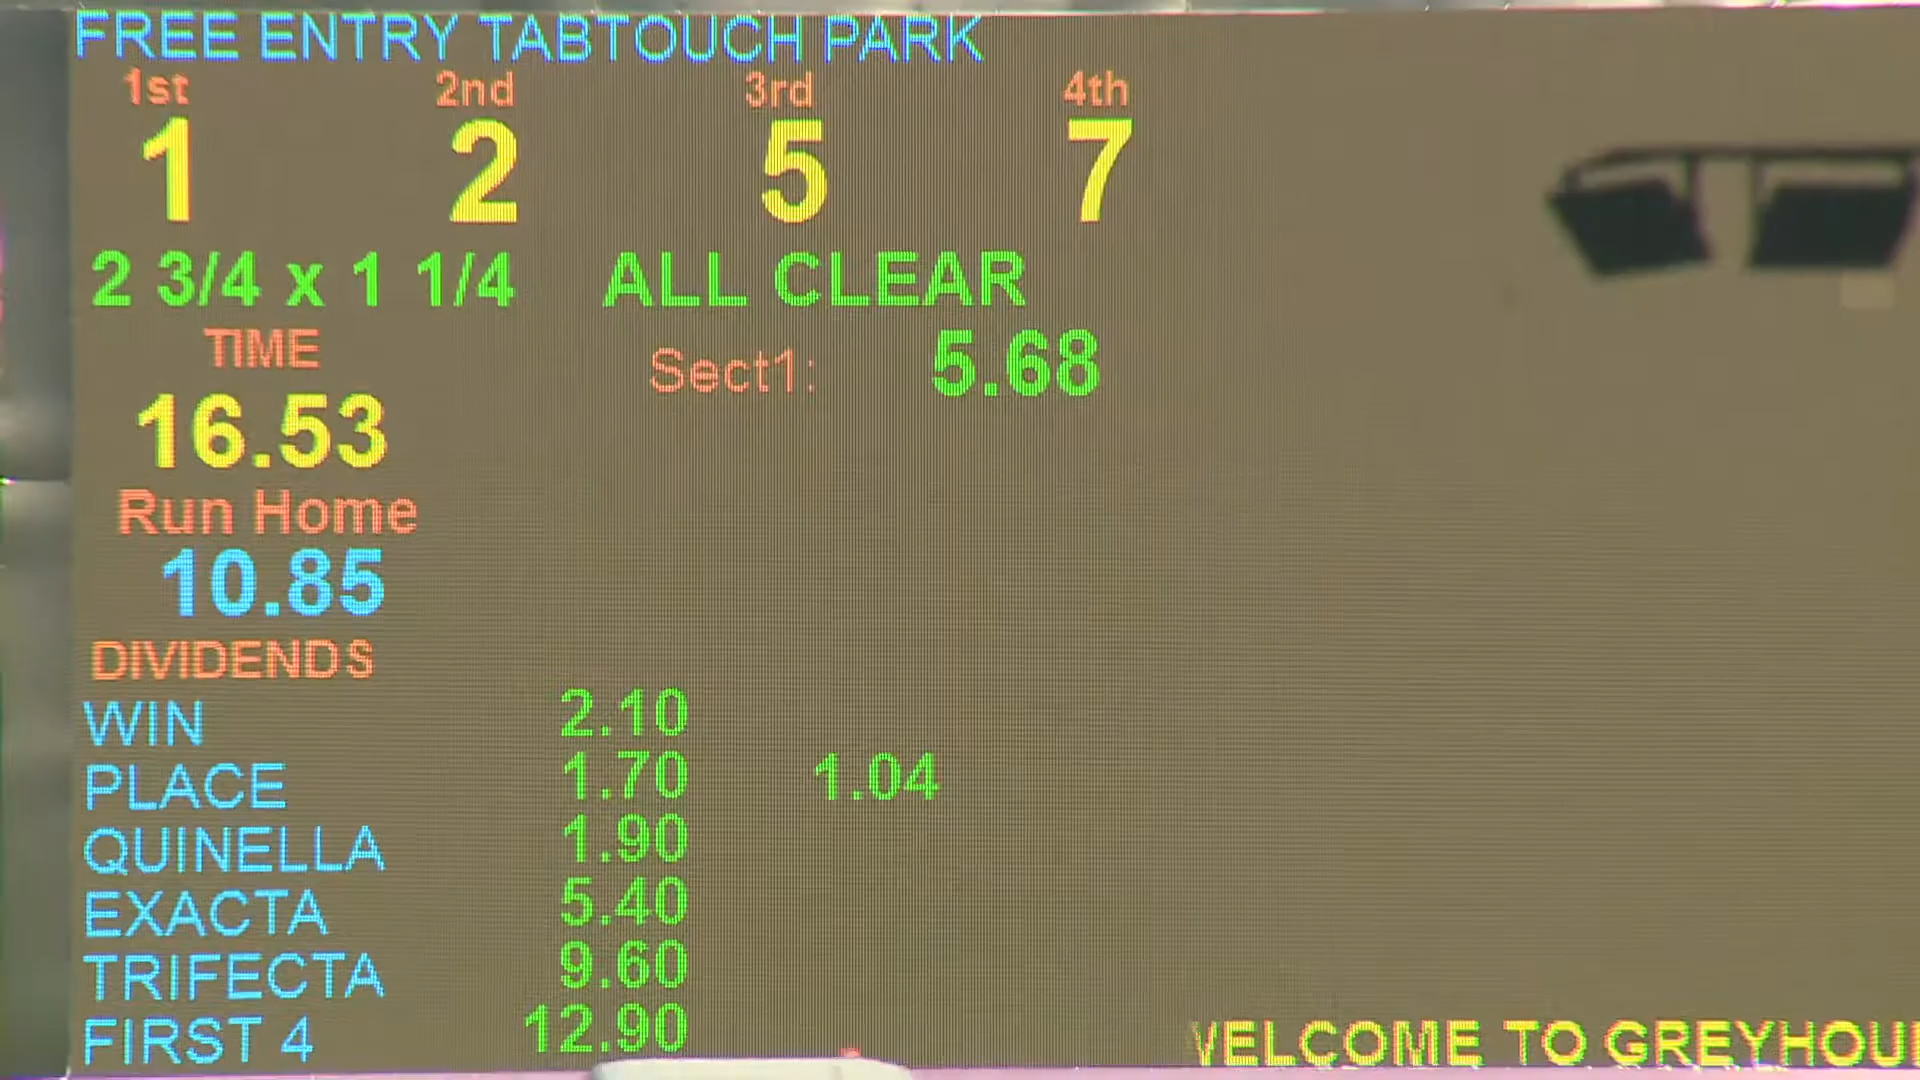 FREE ENTRY TABTOUCH PARK
1st 2nd 3rd 4th
1 2 5 7
2 3/4 x 1 1/4 ALL CLEAR
TIME
Sect1: 5.68
16.53
Run Home
10.85
DIVIDENDS
WIN 2.10
PLACE 1.70 1.04
QUINELLA 1.90
EXACTA 5.40
TRIFECTA 9.60
FIRST 4 12.90
WELCOME TO GREYHOU